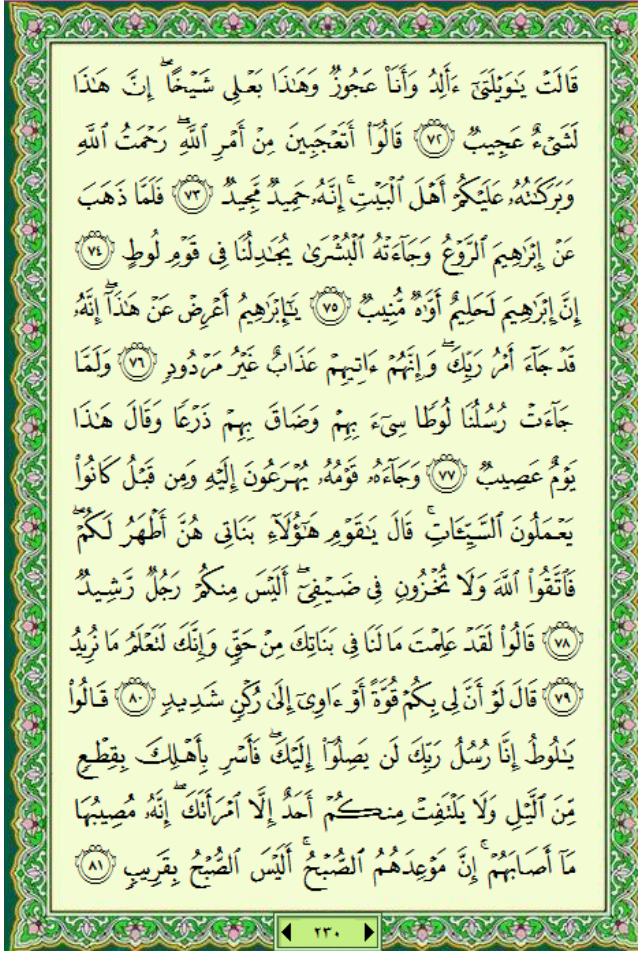 قَالَتْ يَٰوَيْلَتَىٰٓ ءَأَلِدُ وَأَنَا۠ عَجُوزٌ وَهَٰذَا بَعْلِى شَيْخًا ۖ إِنَّ هَٰذَا
لَشَىْءٌ عَجِيبٌ ﴿٧٢﴾ قَالُوٓا۟ أَتَعْجَبِينَ مِنْ أَمْرِ ٱللَّهِ ۖ رَحْمَتُ ٱللَّهِ
وَبَرَكَٰتُهُۥ عَلَيْكُمْ أَهْلَ ٱلْبَيْتِ ۚ إِنَّهُۥ حَمِيدٌ مَّجِيدٌ ﴿٧٣﴾ فَلَمَّا ذَهَبَ
عَنْ إِبْرَٰهِيمَ ٱلرَّوْعُ وَجَآءَتْهُ ٱلْبُشْرَىٰ يُجَٰدِلُنَا فِى قَوْمِ لُوطٍ ﴿٧٤﴾
إِنَّ إِبْرَٰهِيمَ لَحَلِيمٌ أَوَّٰهٌ مُّنِيبٌ ﴿٧٥﴾ يَٰٓإِبْرَٰهِيمُ أَعْرِضْ عَنْ هَٰذَآ ۖ إِنَّهُۥ
قَدْ جَآءَ أَمْرُ رَبِّكَ ۖ وَإِنَّهُمْ ءَاتِيهِمْ عَذَابٌ غَيْرُ مَرْدُودٍ ﴿٧٦﴾ وَلَمَّا
جَآءَتْ رُسُلُنَا لُوطًا سِىٓءَ بِهِمْ وَضَاقَ بِهِمْ ذَرْعًا وَقَالَ هَٰذَا
يَوْمٌ عَصِيبٌ ﴿٧٧﴾ وَجَآءَهُۥ قَوْمُهُۥ يُهْرَعُونَ إِلَيْهِ وَمِن قَبْلُ كَانُوا۟
يَعْمَلُونَ ٱلسَّيِّـَٔاتِ ۚ قَالَ يَٰقَوْمِ هَٰٓؤُلَآءِ بَنَاتِى هُنَّ أَطْهَرُ لَكُمْ ۖ
فَٱتَّقُوا۟ ٱللَّهَ وَلَا تُخْزُونِ فِى ضَيْفِىٓ ۖ أَلَيْسَ مِنكُمْ رَجُلٌ رَّشِيدٌ
﴿٧٨﴾ قَالُوا۟ لَقَدْ عَلِمْتَ مَا لَنَا فِى بَنَاتِكَ مِنْ حَقٍّ وَإِنَّكَ لَتَعْلَمُ مَا نُرِيدُ
﴿٧٩﴾ قَالَ لَوْ أَنَّ لِى بِكُمْ قُوَّةً أَوْ ءَاوِىٓ إِلَىٰ رُكْنٍ شَدِيدٍ ﴿٨٠﴾ قَالُوا۟
يَٰلُوطُ إِنَّا رُسُلُ رَبِّكَ لَن يَصِلُوٓا۟ إِلَيْكَ ۖ فَأَسْرِ بِأَهْلِكَ بِقِطْعٍ
مِّنَ ٱلَّيْلِ وَلَا يَلْتَفِتْ مِنكُمْ أَحَدٌ إِلَّا ٱمْرَأَتَكَ ۖ إِنَّهُۥ مُصِيبُهَا
مَآ أَصَابَهُمْ ۚ إِنَّ مَوْعِدَهُمُ ٱلصُّبْحُ ۚ أَلَيْسَ ٱلصُّبْحُ بِقَرِيبٍ ﴿٨١﴾
٢٣٠